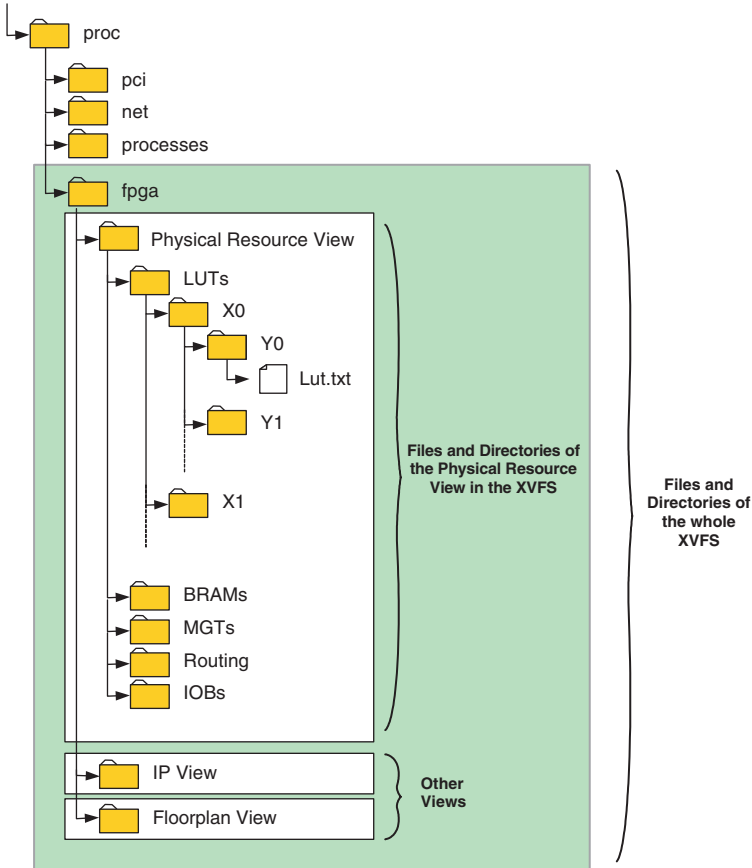 proc
pci
net
processes
fpga
Physical Resource View
LUTs
X0
Y0
Lut.txt
Y1
X1
BRAMs
MGTs
Routing
IOBs
IP View
Floorplan View
Files and Directories of
the Physical Resource
View in the XVFS
Other
Views
Files and
Directories of
the whole
XVFS